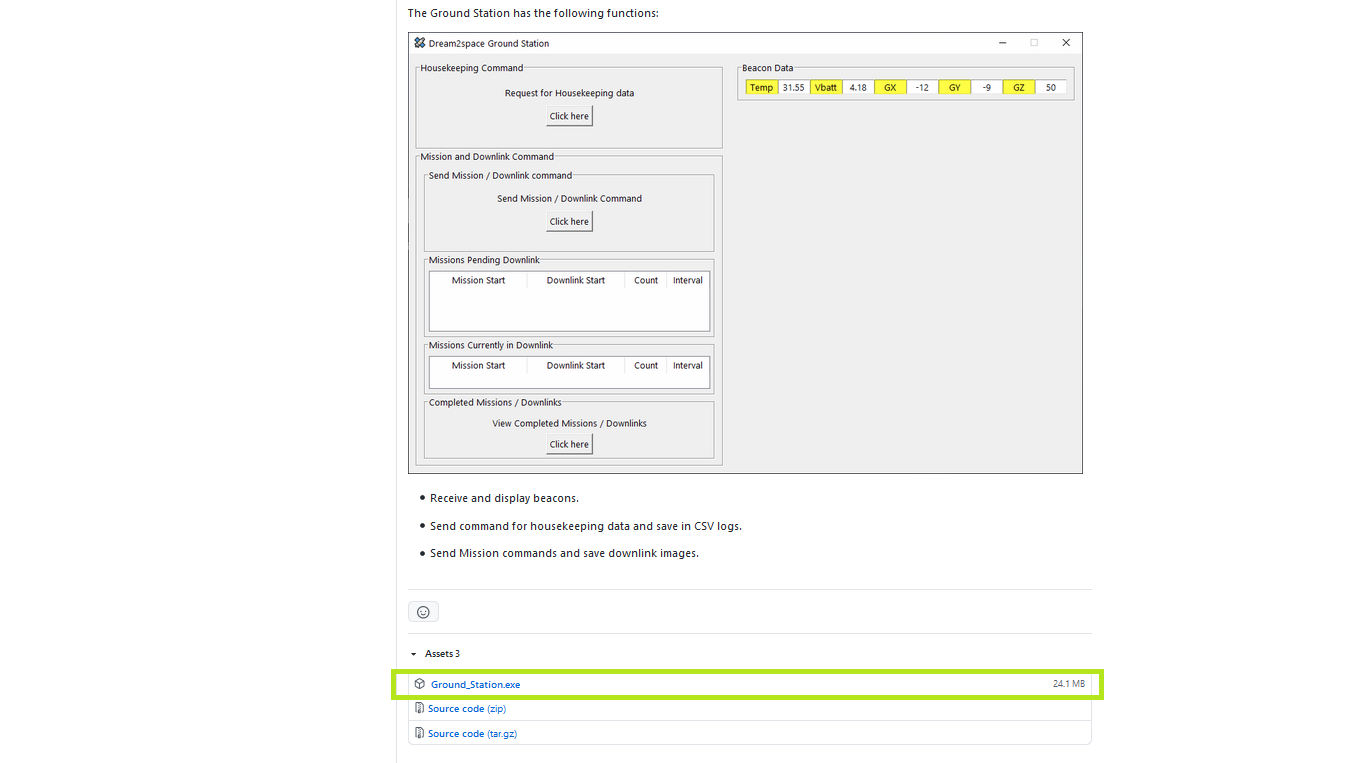 The Ground Station has the following functions:
Dream2space Ground Station
Housekeeping Command
Request for Housekeeping data
Click here
Beacon Data
Temp 31.55 Vbatt 4.18 GX -12 GY -9 GZ 50
Mission and Downlink Command
Send Mission / Downlink command
Send Mission / Downlink Command
Click here
Missions Pending Downlink
Mission Start Downlink Start Count Interval
Missions Currently in Downlink
Mission Start Downlink Start Count Interval
Completed Missions / Downlinks
View Completed Missions / Downlinks
Click here
• Receive and display beacons.
• Send command for housekeeping data and save in CSV logs.
• Send Mission commands and save downlink images.
Assets 3
Ground_Station.exe 24.1 MB
Source code (zip)
Source code (tar.gz)